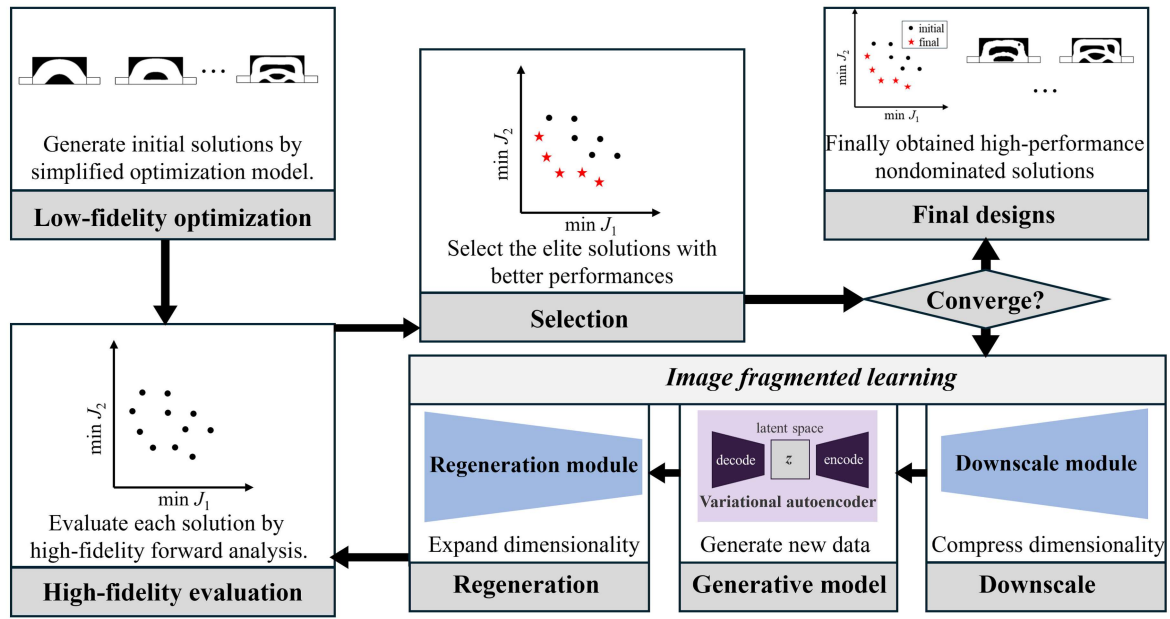 Generate initial solutions by
simplified optimization model.
Low-fidelity optimization
min J₂
min J₁
Select the elite solutions with
better performances
Selection
initial
final
min J₂
min J₁
Finally obtained high-performance
nondominated solutions
Final designs
Converge?
min J₂
min J₁
Evaluate each solution by
high-fidelity forward analysis.
High-fidelity evaluation
Image fragmented learning
Regeneration module
Expand dimensionality
Regeneration
latent space
decode
z
encode
Variational autoencoder
Generate new data
Generative model
Downscale module
Compress dimensionality
Downscale